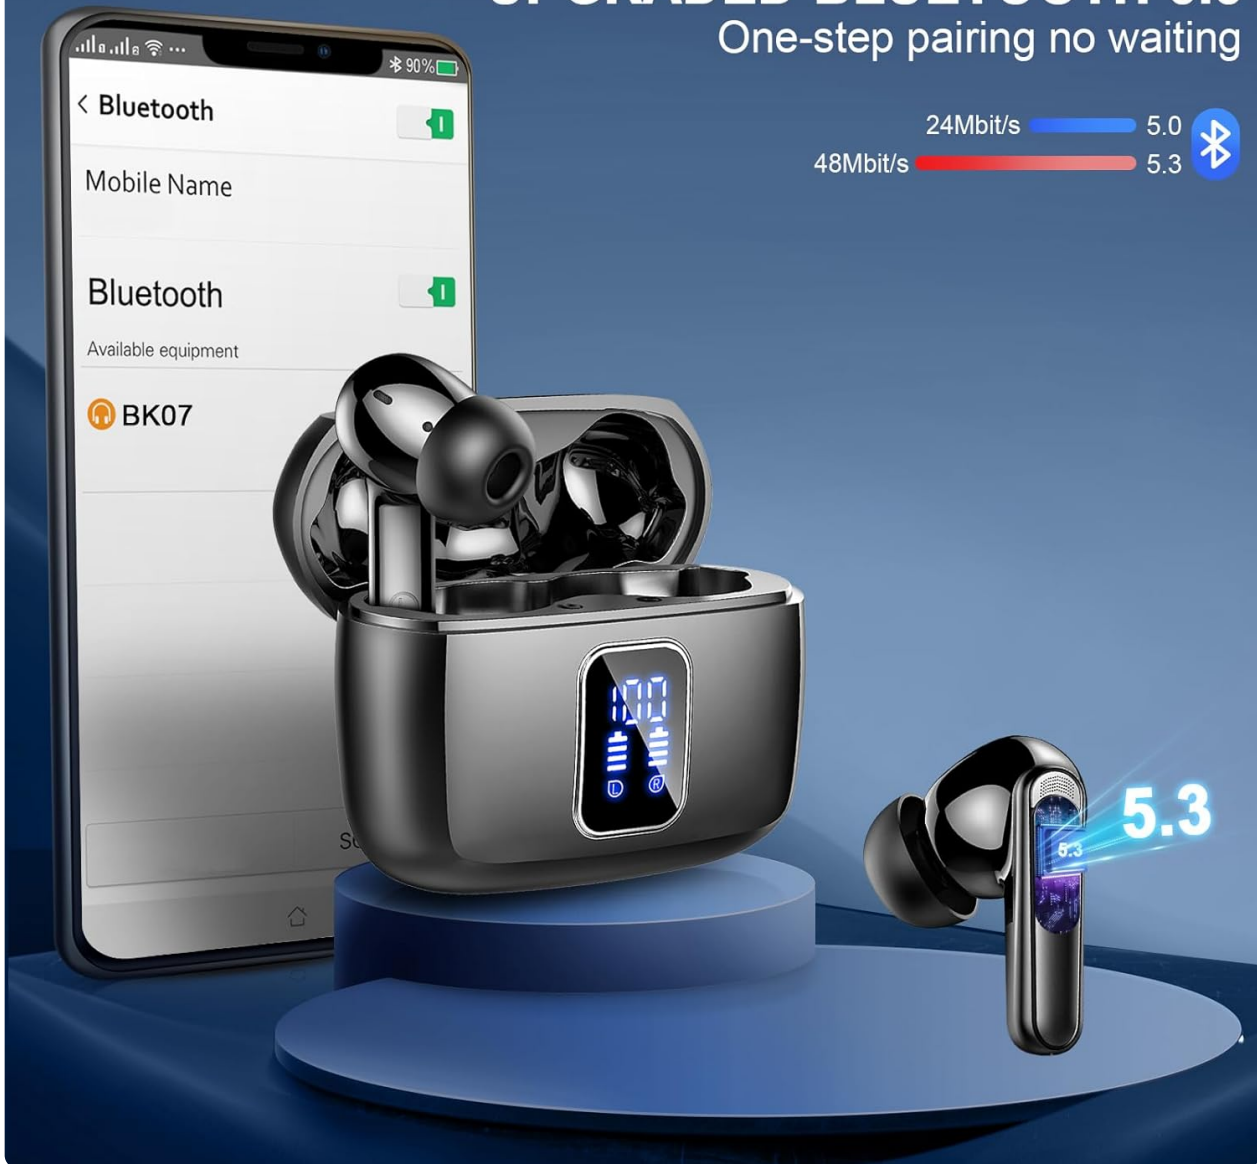 One-step pairing no waiting
24Mbit/s 5.0
48Mbit/s 5.3
90%
< Bluetooth
Mobile Name
Bluetooth
Available equipment
BK07
100
L R
5.3
5.3